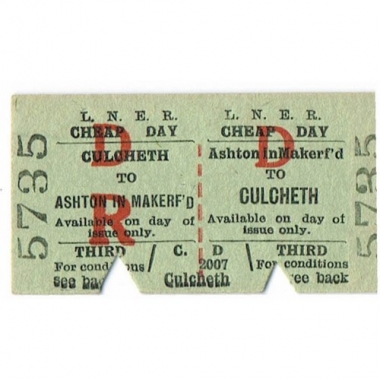 L. N. E. R.
CHEAP DAY
CULCHETH
TO
ASHTON IN MAKERF'D
Available on day of
issue only.
THIRD / C. D
For conditions
see back
D
R
L. N. E. R.
CHEAP DAY
Ashton In Makerf'd
TO
CULCHETH
Available on day of
issue only.
THIRD
2007
For conditions
see back
D
Culcheth
5735
5735